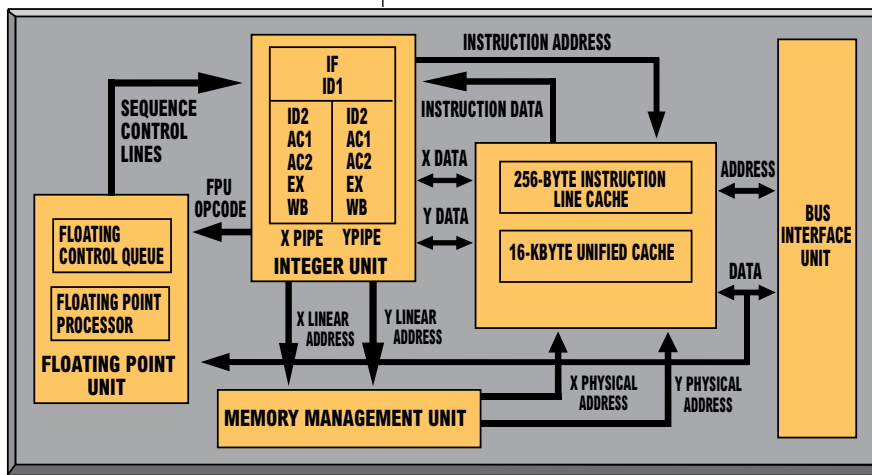 INSTRUCTION ADDRESS
IF
ID1
INSTRUCTION DATA
SEQUENCE
CONTROL
LINES
ID2 ID2
AC1 AC1
AC2 AC2
EX EX
WB WB
X PIPE YPIPE
INTEGER UNIT
X DATA
Y DATA
256-BYTE INSTRUCTION
LINE CACHE
16-KBYTE UNIFIED CACHE
ADDRESS
DATA
BUS
INTERFACE
UNIT
FPU
OPCODE
FLOATING
CONTROL QUEUE
FLOATING POINT
PROCESSOR
FLOATING POINT
UNIT
X LINEAR
ADDRESS
Y LINEAR
ADDRESS
X PHYSICAL
ADDRESS
Y PHYSICAL
ADDRESS
MEMORY MANAGEMENT UNIT